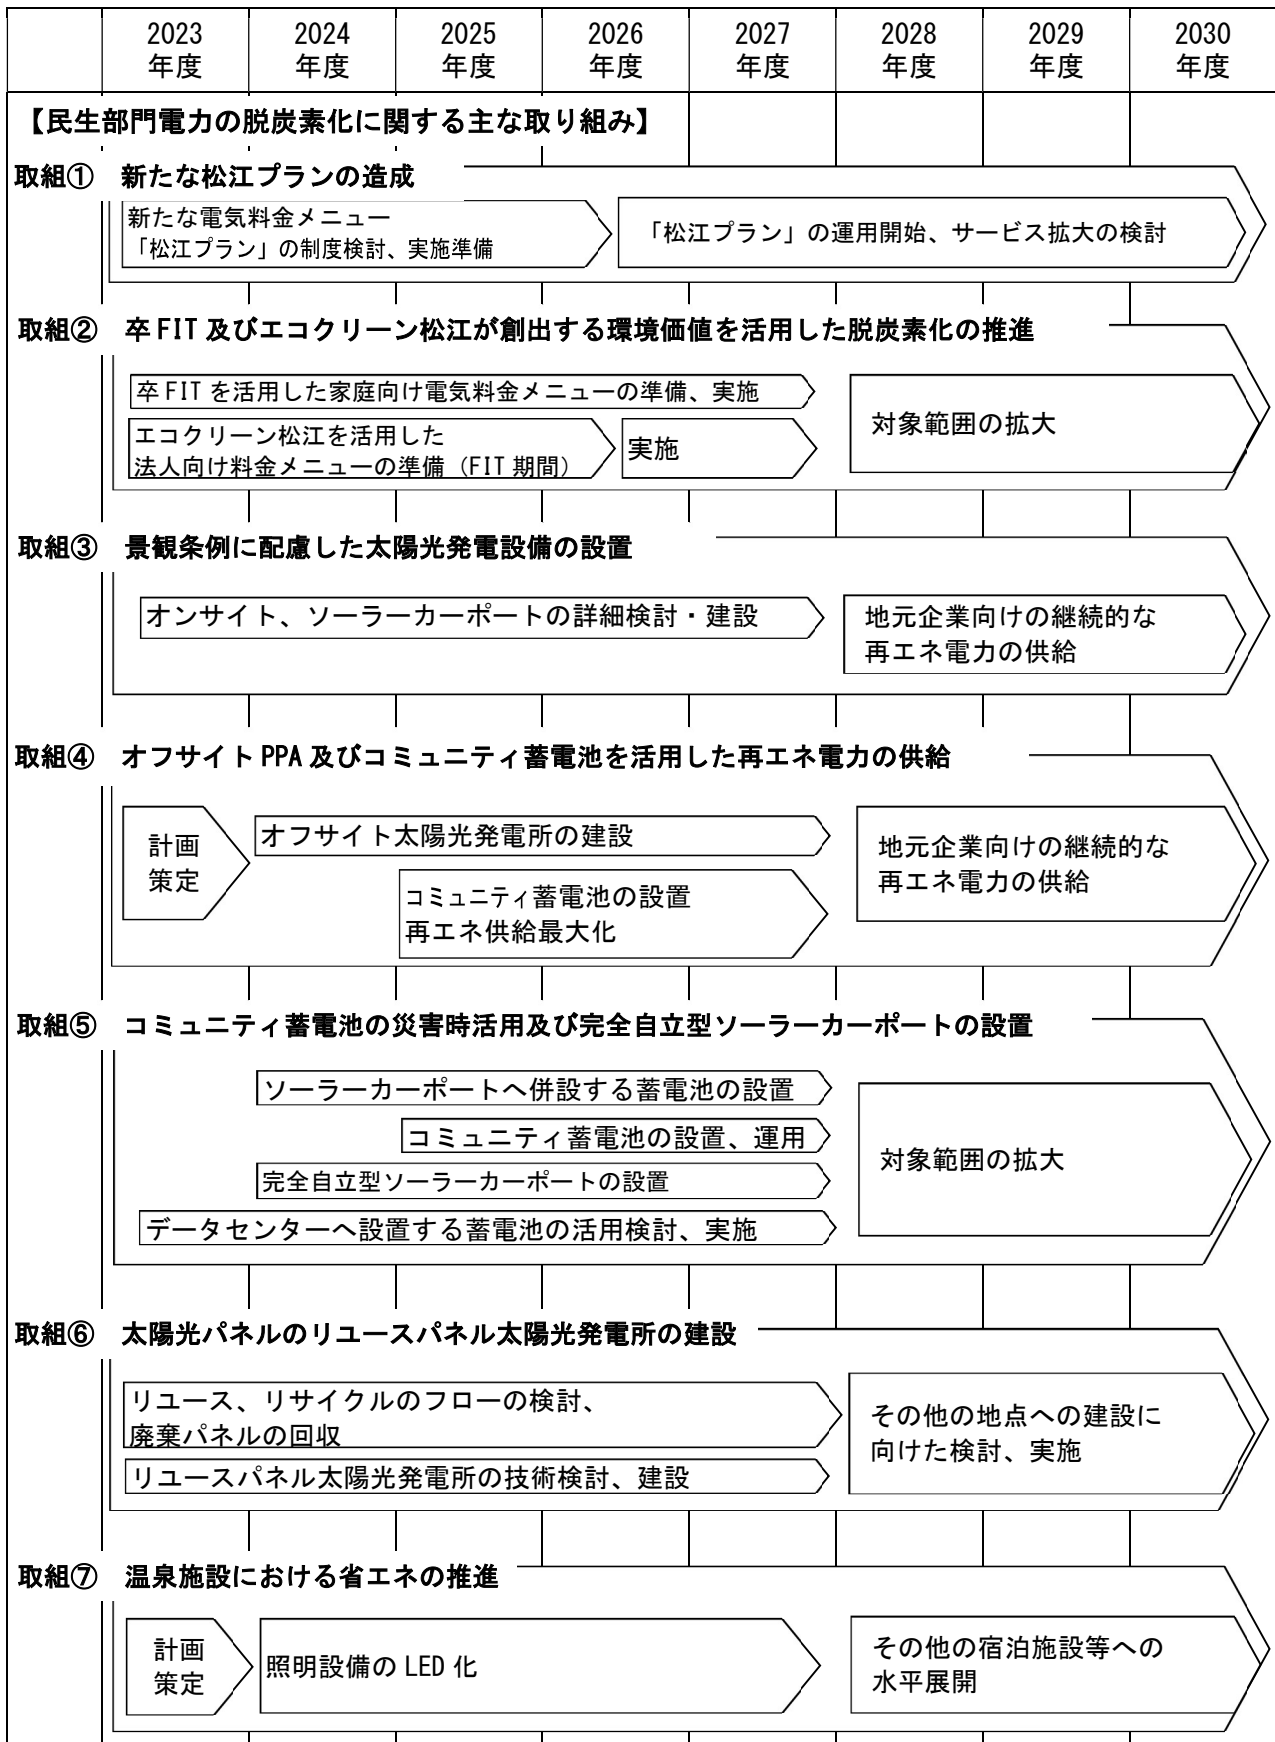 2023 2024 2025 2026 2027 2028 2029 2030
年度 年度 年度 年度 年度 年度 年度 年度
【民生部門電力の脱炭素化に関する主な取り組み】
取組① 新たな松江プランの造成
新たな電気料金メニュー
「松江プラン」の制度検討、実施準備
「松江プラン」の運用開始、サービス拡大の検討
取組② 卒FIT及びエコクリーン松江が創出する環境価値を活用した脱炭素化の推進
卒FITを活用した家庭向け電気料金メニューの準備、実施
エコクリーン松江を活用した
法人向け料金メニューの準備（FIT期間）
実施
対象範囲の拡大
取組③ 景観条例に配慮した太陽光発電設備の設置
オンサイト、ソーラーカーポートの詳細検討・建設
地元企業向けの継続的な
再エネ電力の供給
取組④ オフサイトPPA及びコミュニティ蓄電池を活用した再エネ電力の供給
計画
策定
オフサイト太陽光発電所の建設
コミュニティ蓄電池の設置
再エネ供給最大化
地元企業向けの継続的な
再エネ電力の供給
取組⑤ コミュニティ蓄電池の災害時活用及び完全自立型ソーラーカーポートの設置
ソーラーカーポートへ併設する蓄電池の設置
コミュニティ蓄電池の設置、運用
完全自立型ソーラーカーポートの設置
データセンターへ設置する蓄電池の活用検討、実施
対象範囲の拡大
取組⑥ 太陽光パネルのリユースパネル太陽光発電所の建設
リユース、リサイクルのフローの検討、
廃棄パネルの回収
リユースパネル太陽光発電所の技術検討、建設
その他の地点への建設に
向けた検討、実施
取組⑦ 温泉施設における省エネの推進
計画
策定
照明設備のLED化
その他の宿泊施設等への
水平展開